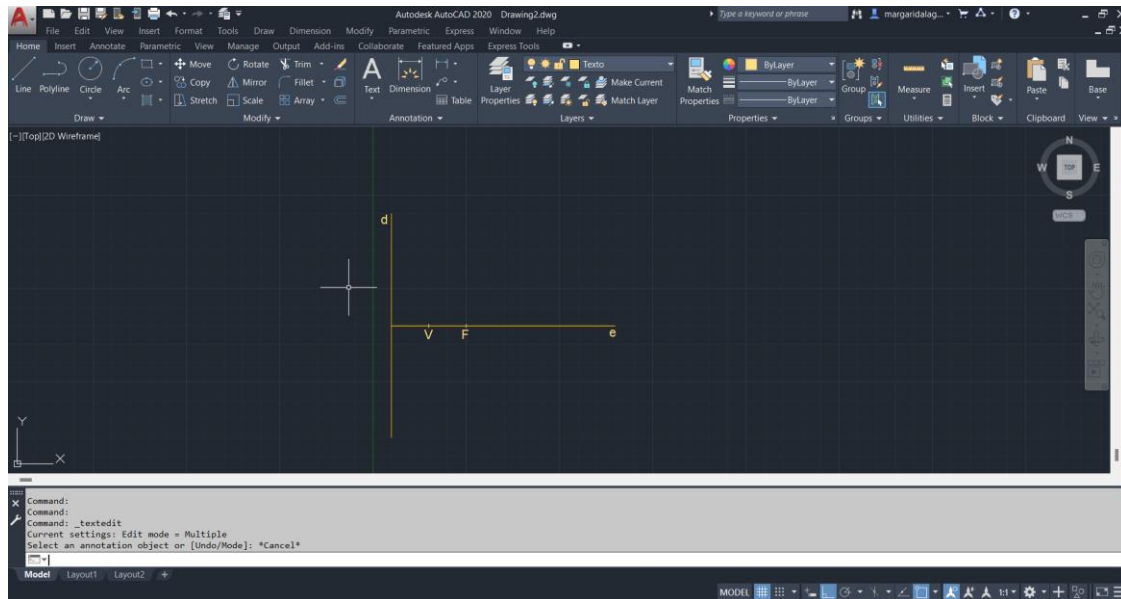 Autodesk AutoCAD 2020 Drawing2.dwg
Type a keyword or phrase
margaridalag...
File Edit View Insert Format Tools Draw Dimension Modify Parametric Express Window Help
Home Insert Annotate Parametric View Manage Output Add-ins Collaborate Featured Apps Express Tools
Line Polyline Circle Arc
Move Rotate Trim
Copy Mirror Fillet
Stretch Scale Array
Text Dimension
Table
Layer Properties
Texto
Make Current
Match Layer
Match Properties
ByLayer
ByLayer
ByLayer
Group
Measure
Insert
Paste
Base
Draw Modify Annotation Layers Properties Groups Utilities Block Clipboard View
[−][Top][2D Wireframe]
N
W TOP E
S
WCS
d
V F e
Y
X
Command:
Command:
Command: _textedit
Current settings: Edit mode = Multiple
Select an annotation object or [Undo/Mode]: *Cancel*
Model Layout1 Layout2 +
MODEL 1:1